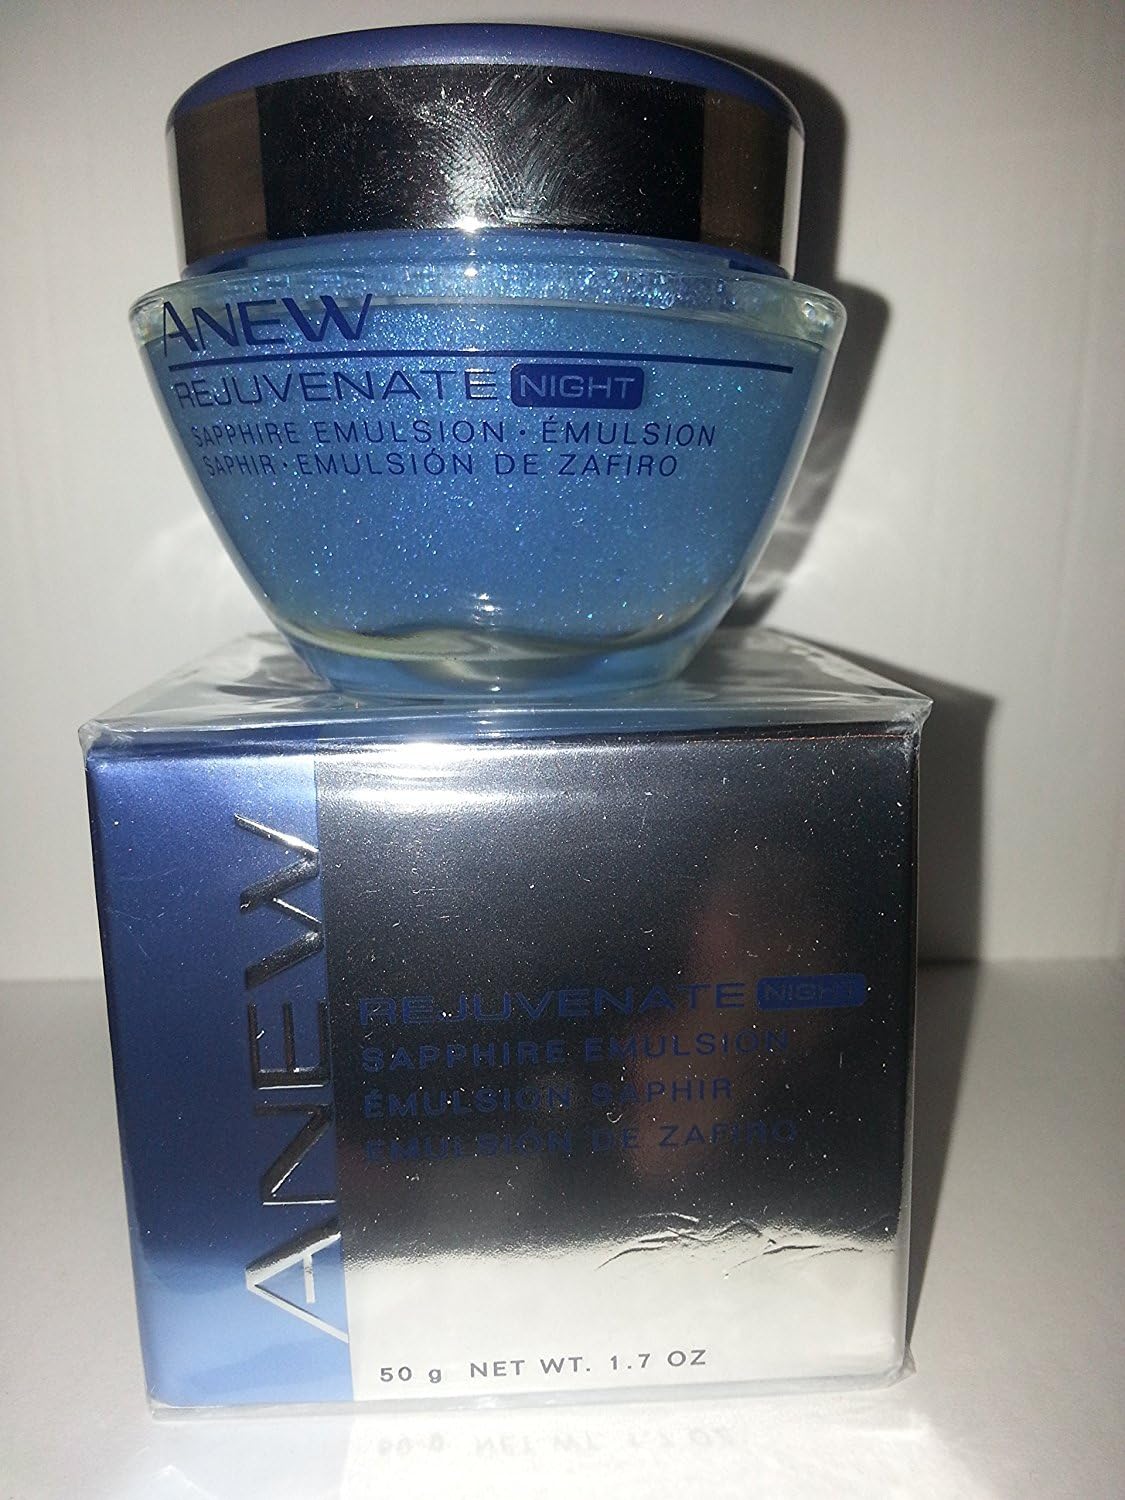 ANEW
REJUVENATE NIGHT
SAPPHIRE EMULSION · ÉMULSION
SAPHIR · EMULSIÓN DE ZAFIRO
ANEW
REJUVENATE NIGHT
SAPPHIRE EMULSION
ÉMULSION SAPHIR
EMULSIÓN DE ZAFIRO
50 g NET WT. 1.7 OZ